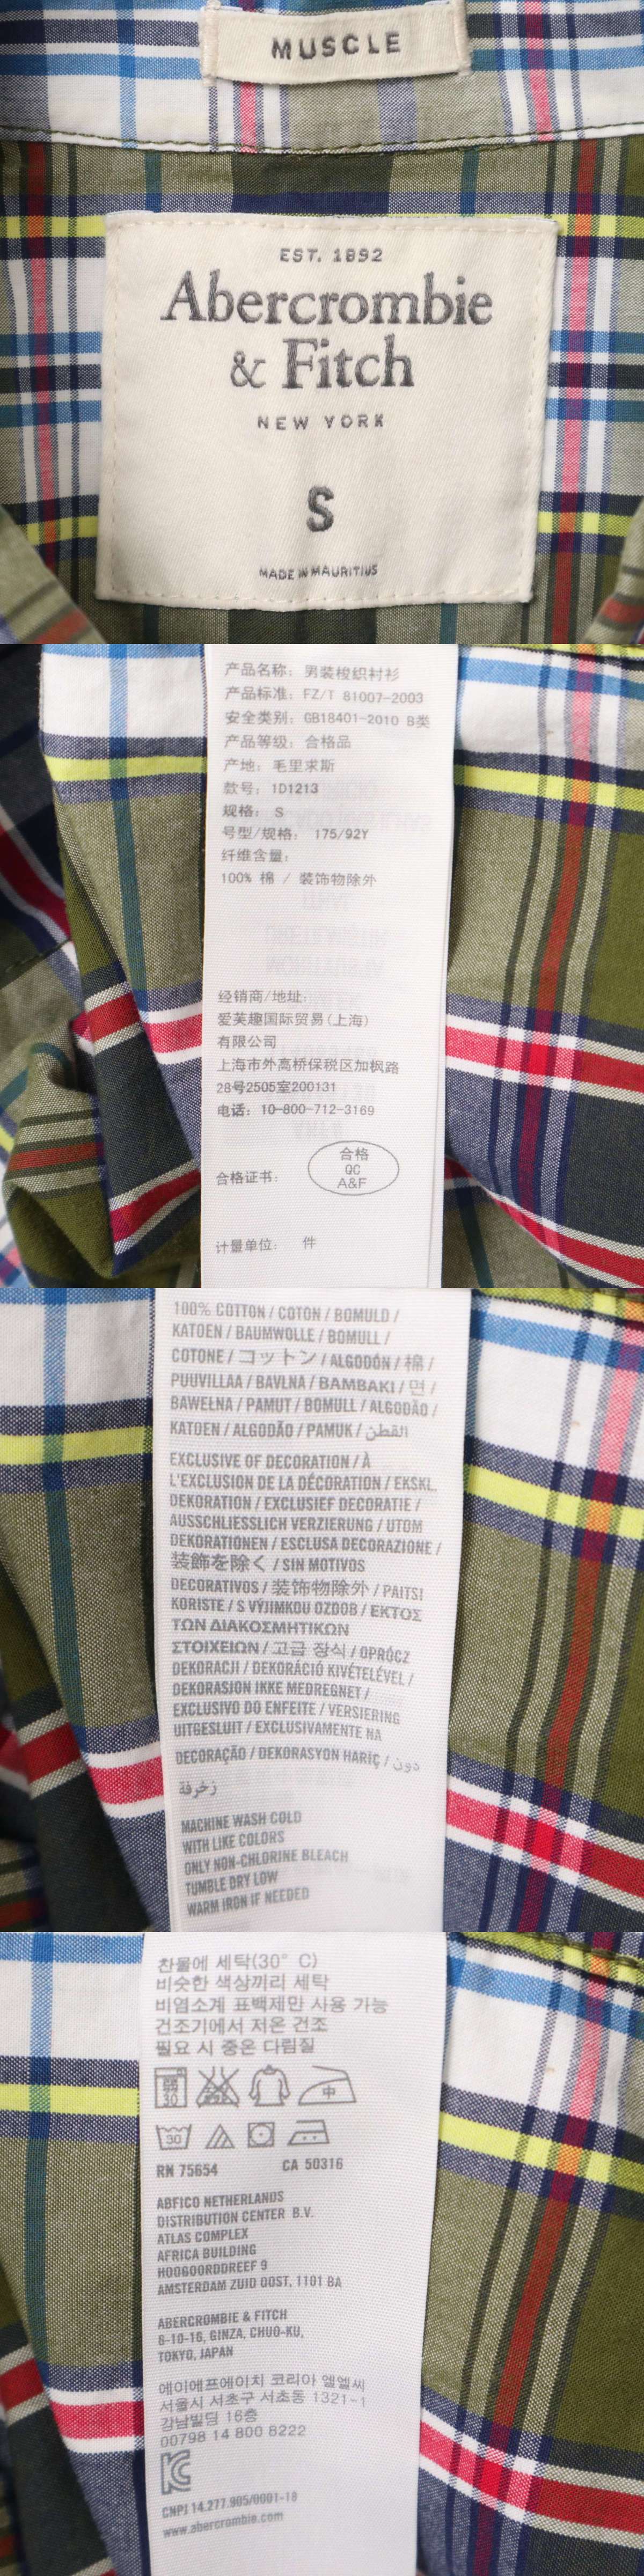 MUSCLE
EST. 1892
Abercrombie
& Fitch
NEW YORK
S
MADE IN MAURITIUS
产品名称: 男装梭织衬衫
产品标准: FZ/T 81007-2003
安全类别: GB18401-2010 B类
产品等级: 合格品
产地: 毛里求斯
款号: 1D1213
规格: S
号型/规格: 175/92Y
纤维含量:
100% 棉 / 装饰物除外
经销商/地址:
爱芙趣国际贸易(上海)
有限公司
上海市外高桥保税区加枫路
28号2505室200131
电话: 10-800-712-3169
合格证书:
合格
QC
A&F
计量单位: 件
100% COTTON / COTON / BOMULD /
KATOEN / BAUMWOLLE / BOMULL /
COTONE / コットン / ALGODÓN / 棉 /
PUUVILLAA / BAVLNA / BAMBAKI / 면 /
BAWEŁNA / PAMUT / BOMULL / ALGODÃO /
KATOEN / ALGODÃO / PAMUK / القطن
EXCLUSIVE OF DECORATION / À
L'EXCLUSION DE LA DÉCORATION / EKSKL.
DEKORATION / EXCLUSIEF DECORATIE /
AUSSCHLIESSLICH VERZIERUNG / UTOM
DEKORATIONEN / ESCLUSA DECORAZIONE /
装飾を除く / SIN MOTIVOS
DECORATIVOS / 装饰物除外 / PAITSI
KORISTE / S VÝJIMKOU OZDOB / ΕΚΤΟΣ
ΤΩΝ ΔΙΑΚΟΣΜΗΤΙΚΩΝ
ΣΤΟΙΧΕΙΩΝ / 고급 장식 / OPRÓCZ
DEKORACJI / DEKORÁCIÓ KIVÉTELÉVEL /
DEKORASJON IKKE MEDREGNET /
EXCLUSIVO DO ENFEITE / VERSIERING
UITGESLUIT / EXCLUSIVAMENTE NA
DECORAÇÃO / DEKORASYON HARİÇ / دون
زخرفة
MACHINE WASH COLD
WITH LIKE COLORS
ONLY NON-CHLORINE BLEACH
TUMBLE DRY LOW
WARM IRON IF NEEDED
찬물에 세탁(30° C)
비슷한 색상끼리 세탁
비염소계 표백제만 사용 가능
건조기에서 저온 건조
필요 시 중온 다림질
30 中
30
RN 75654 CA 50316
ABFICO NETHERLANDS
DISTRIBUTION CENTER B.V.
ATLAS COMPLEX
AFRICA BUILDING
HOOGOORDDREEF 9
AMSTERDAM ZUID OOST, 1101 BA
ABERCROMBIE & FITCH
6-10-16, GINZA, CHUO-KU,
TOKYO, JAPAN
에이에프에이치 코리아 엘엘씨
서울시 서초구 서초동 1321-1
강남빌딩 16층
00798 14 800 8222
CNPJ 14.277.905/0001-18
www.abercrombie.com